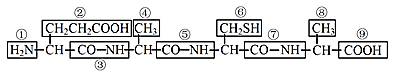 ② ④ ⑥ ⑧
① CH₂CH₂COOH CH₃ CH₂SH CH₃ ⑨
H₂N—CH—CO—NH—CH—CO—NH—CH—CO—NH—CH—COOH
③ ⑤ ⑦